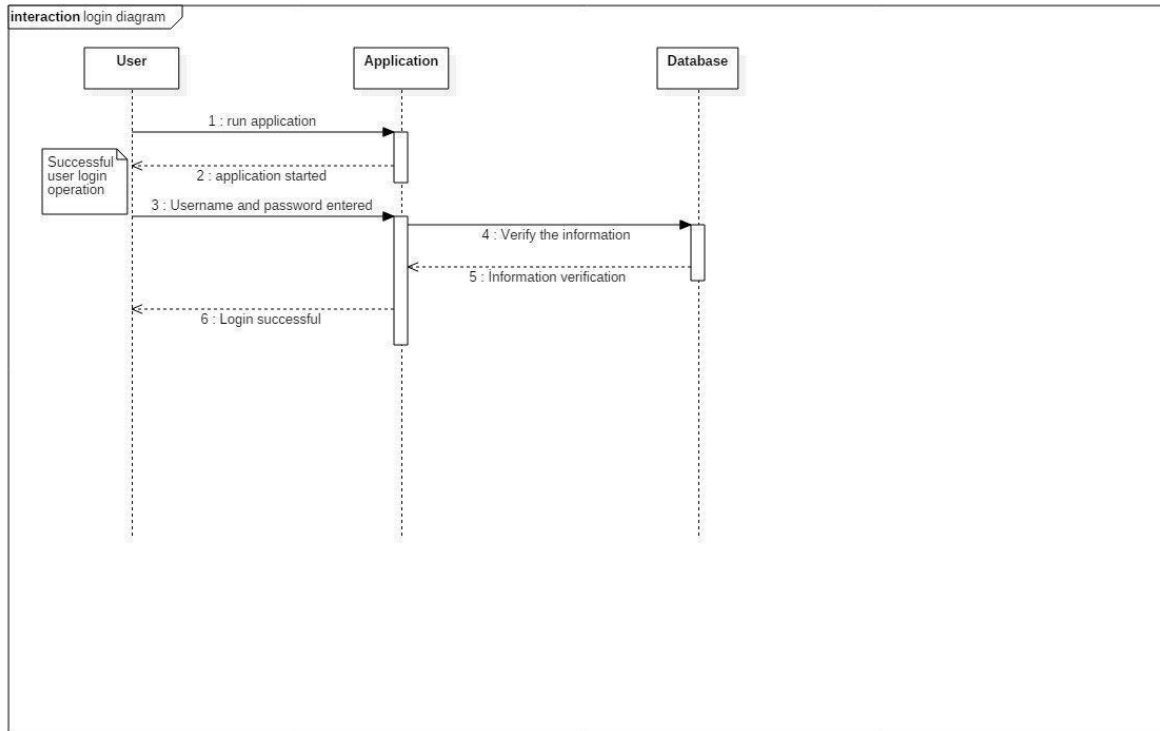 interaction login diagram
User
Application
Database
1 : run application
2 : application started
Successful
user login
operation
3 : Username and password entered
4 : Verify the information
5 : Information verification
6 : Login successful